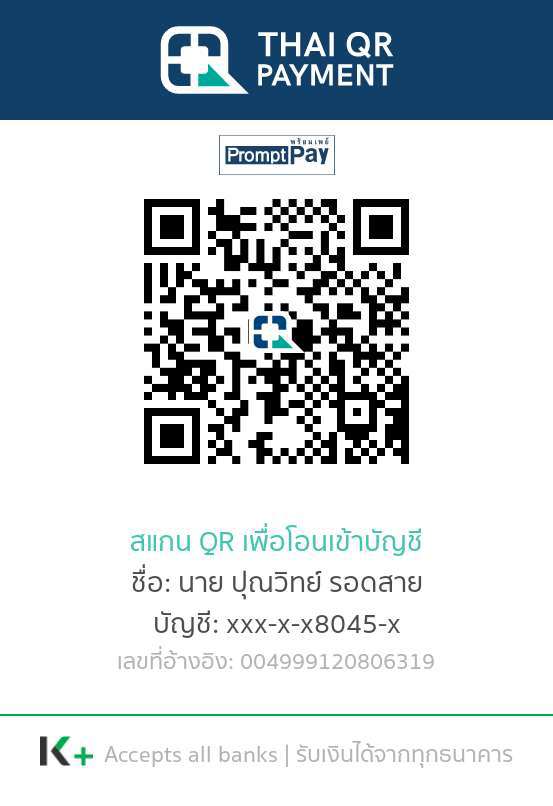 THAI QR
PAYMENT
พร้อมเพย์
PromptPay
สแกน QR เพื่อโอนเข้าบัญชี
ชื่อ: นาย ปุณวิทย์ รอดสาย
บัญชี: xxx-x-x8045-x
เลขที่อ้างอิง: 004999120806319
K+ Accepts all banks | รับเงินได้จากทุกธนาคาร